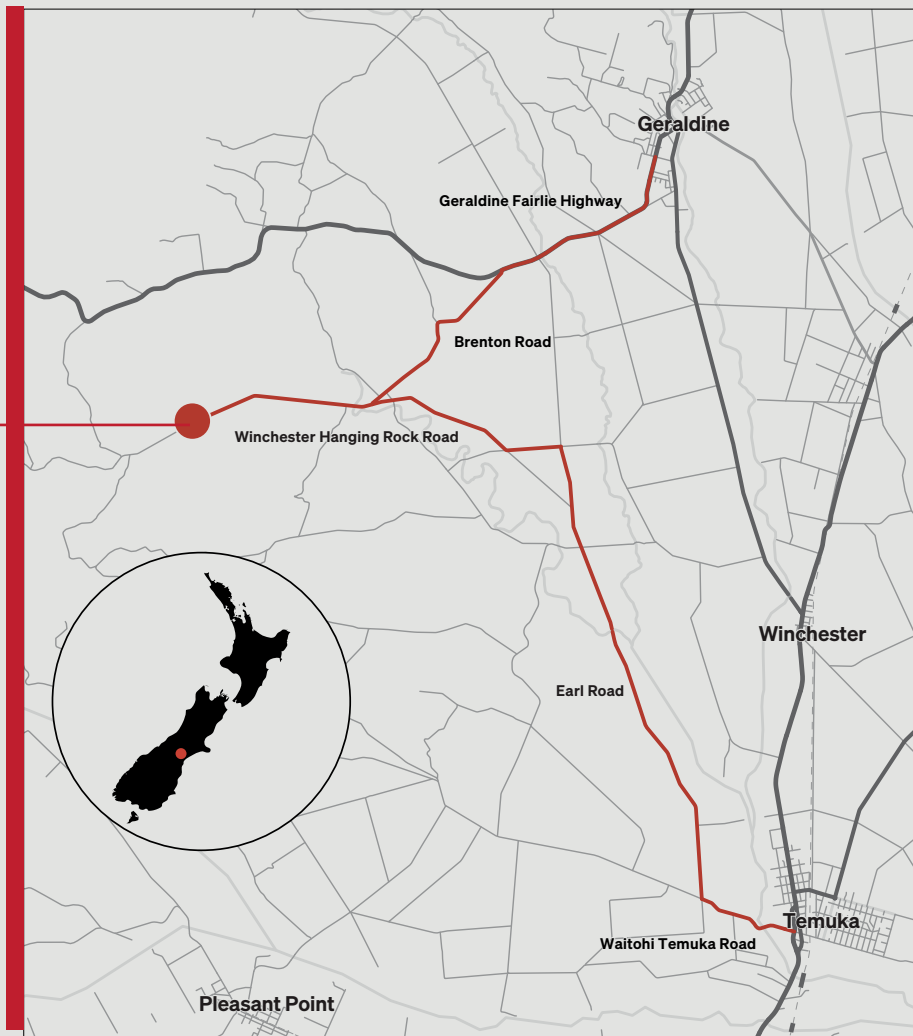 Geraldine
Geraldine Fairlie Highway
Brenton Road
Winchester Hanging Rock Road
Winchester
Earl Road
Temuka
Waitohi Temuka Road
Pleasant Point